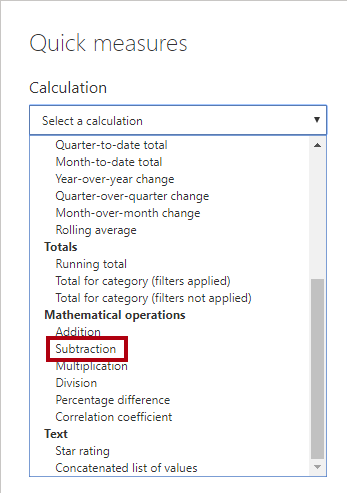 Quick measures
Calculation
Select a calculation
Quarter-to-date total
Month-to-date total
Year-over-year change
Quarter-over-quarter change
Month-over-month change
Rolling average
Totals
Running total
Total for category (filters applied)
Total for category (filters not applied)
Mathematical operations
Addition
Subtraction
Multiplication
Division
Percentage difference
Correlation coefficient
Text
Star rating
Concatenated list of values